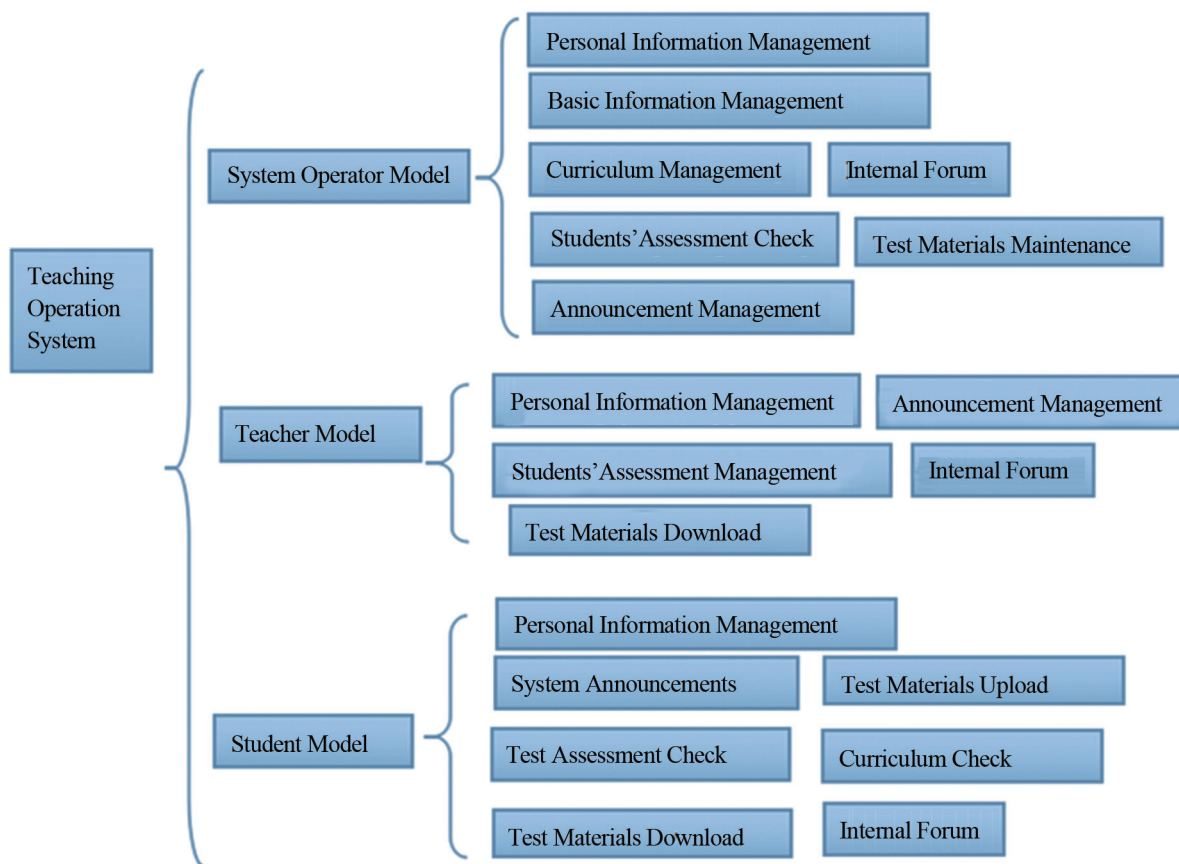 Teaching
Operation
System
System Operator Model
Personal Information Management
Basic Information Management
Curriculum Management
Internal Forum
Students’Assessment Check
Test Materials Maintenance
Announcement Management
Teacher Model
Personal Information Management
Announcement Management
Students’Assessment Management
Internal Forum
Test Materials Download
Student Model
Personal Information Management
System Announcements
Test Materials Upload
Test Assessment Check
Curriculum Check
Test Materials Download
Internal Forum